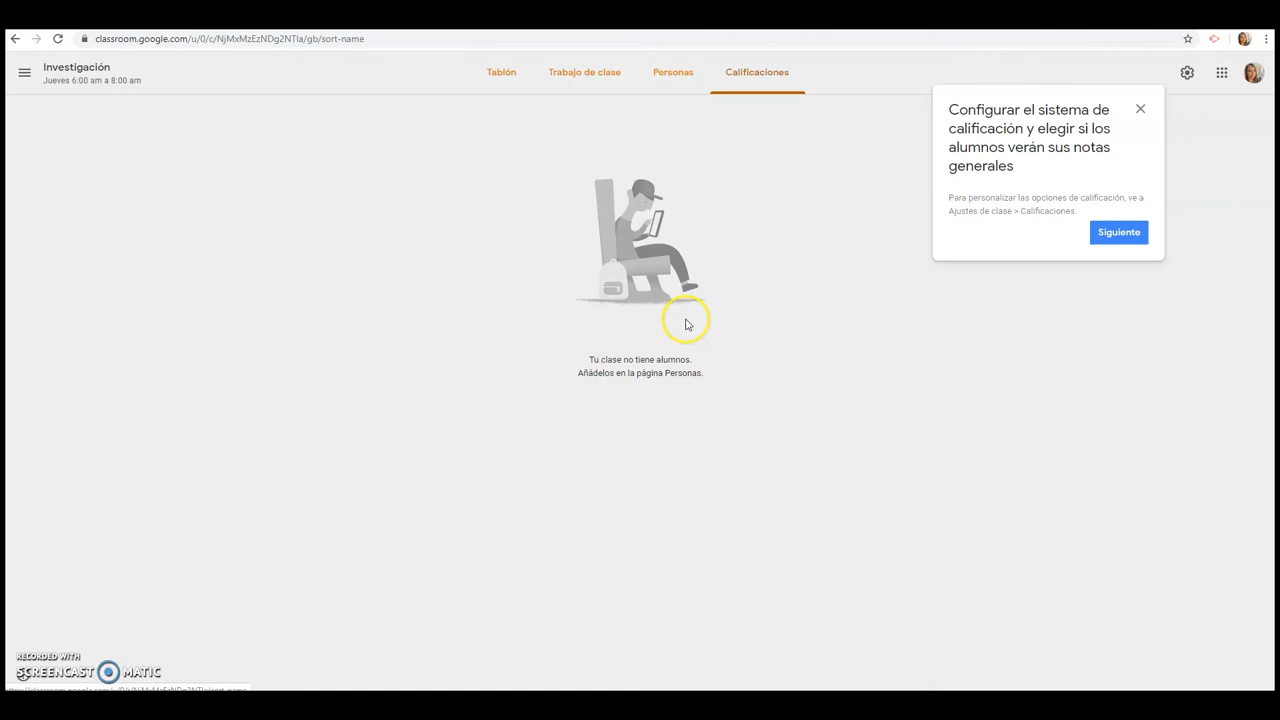 classroom.google.com/u/0/c/NjMxMzEzNDg2NTIa/gb/sort-name
Investigación
Jueves 6:00 am a 8:00 am
Tablón
Trabajo de clase
Personas
Calificaciones
Configurar el sistema de
calificación y elegir si los
alumnos verán sus notas
generales
Para personalizar las opciones de calificación, ve a
Ajustes de clase > Calificaciones.
Siguiente
Tu clase no tiene alumnos.
Añádelos en la página Personas.
RECORDED WITH
SCREENCAST MATIC